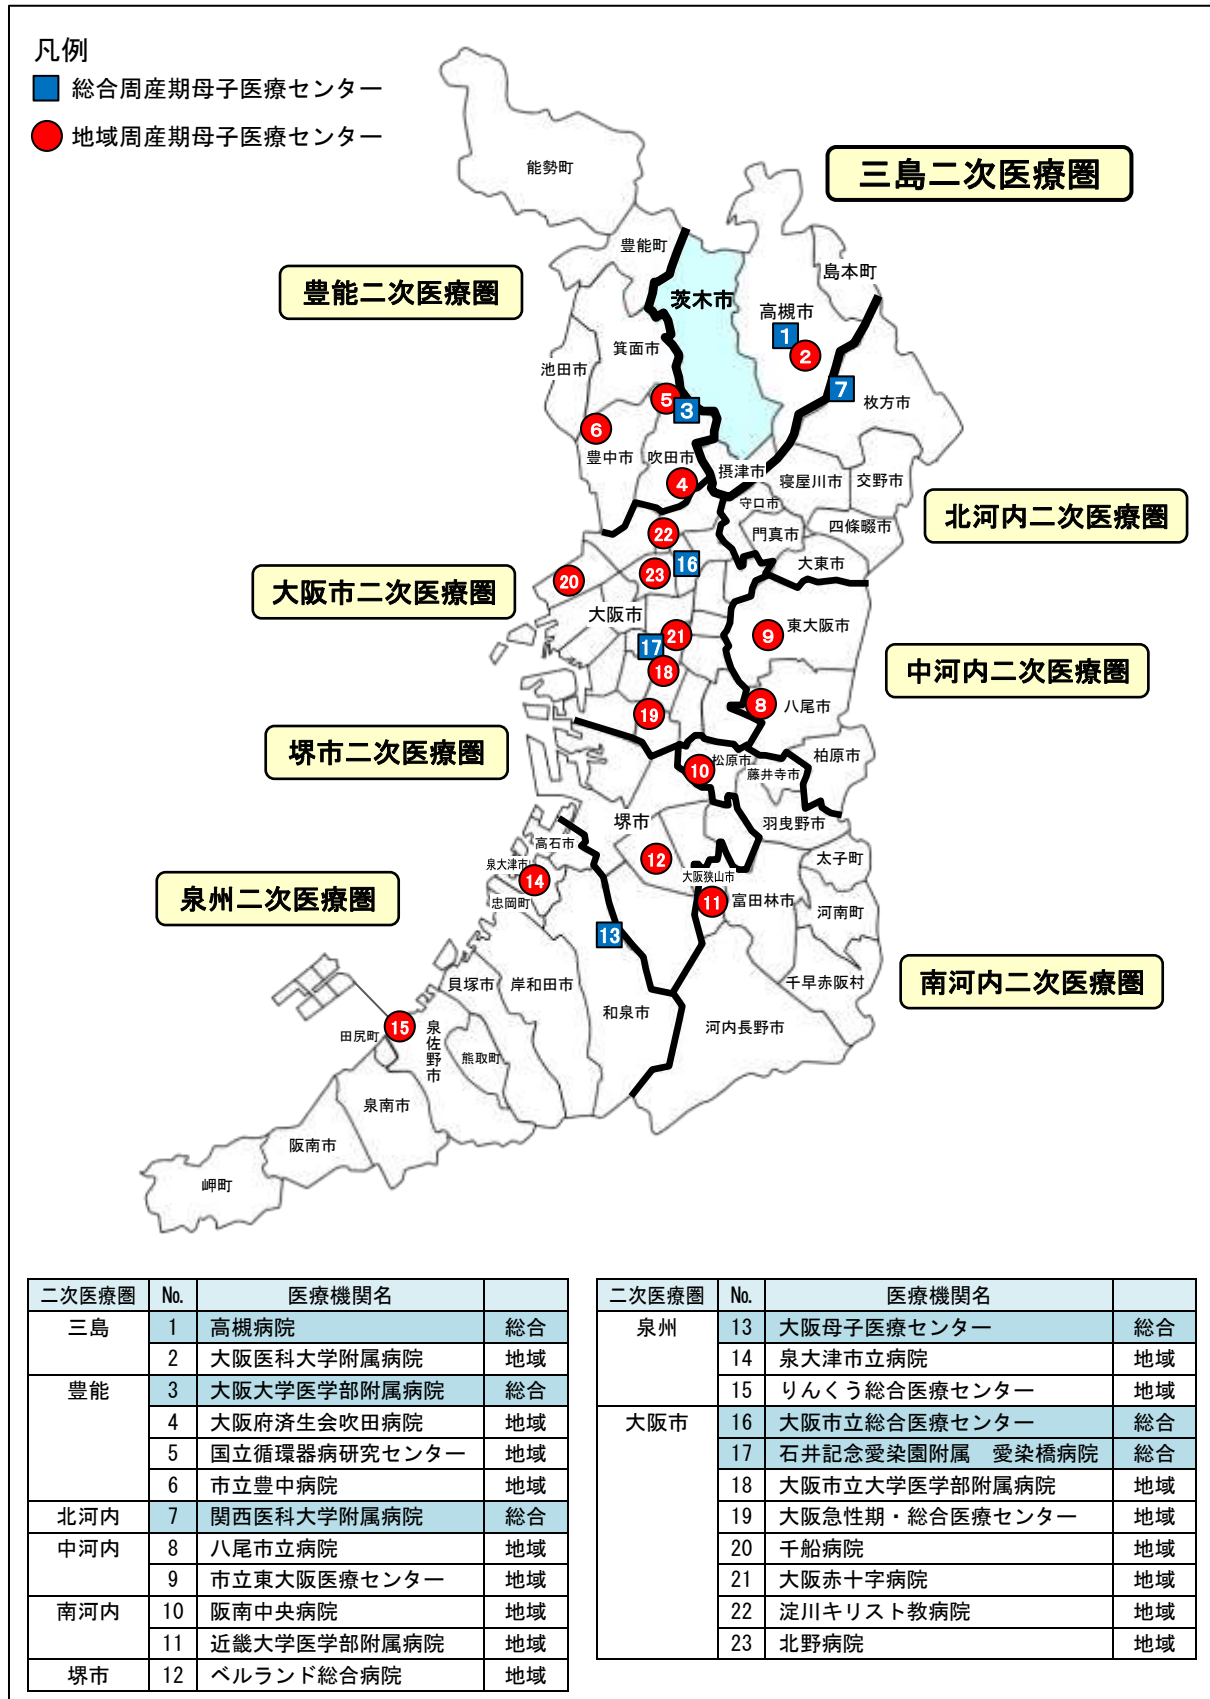 凡例
総合周産期母子医療センター
地域周産期母子医療センター
能勢町
三島二次医療圏
豊能町
島本町
豊能二次医療圏
茨木市
高槻市
1
2
箕面市
池田市
7
枚方市
5
3
6
豊中市
吹田市
摂津市
寝屋川市
交野市
4
守口市
北河内二次医療圏
門真市
四條畷市
22
大東市
16
23
20
大阪市二次医療圏
大阪市
東大阪市
9
21
17
18
中河内二次医療圏
8
八尾市
19
堺市二次医療圏
柏原市
松原市
10
藤井寺市
堺市
羽曳野市
高石市
12
太子町
泉大津市
14
大阪狭山市
忠岡町
泉州二次医療圏
11
富田林市
河南町
13
南河内二次医療圏
貝塚市
岸和田市
千早赤阪村
和泉市
河内長野市
15
田尻町
泉佐野市
熊取町
泉南市
阪南市
岬町
二次医療圏 No. 医療機関名
三島 1 高槻病院 総合
2 大阪医科大学附属病院 地域
豊能 3 大阪大学医学部附属病院 総合
4 大阪府済生会吹田病院 地域
5 国立循環器病研究センター 地域
6 市立豊中病院 地域
北河内 7 関西医科大学附属病院 総合
中河内 8 八尾市立病院 地域
9 市立東大阪医療センター 地域
南河内 10 阪南中央病院 地域
11 近畿大学医学部附属病院 地域
堺市 12 ベルランド総合病院 地域
二次医療圏 No. 医療機関名
泉州 13 大阪母子医療センター 総合
14 泉大津市立病院 地域
15 りんくう総合医療センター 地域
大阪市 16 大阪市立総合医療センター 総合
17 石井記念愛染園附属　愛染橋病院 総合
18 大阪市立大学医学部附属病院 地域
19 大阪急性期・総合医療センター 地域
20 千船病院 地域
21 大阪赤十字病院 地域
22 淀川キリスト教病院 地域
23 北野病院 地域